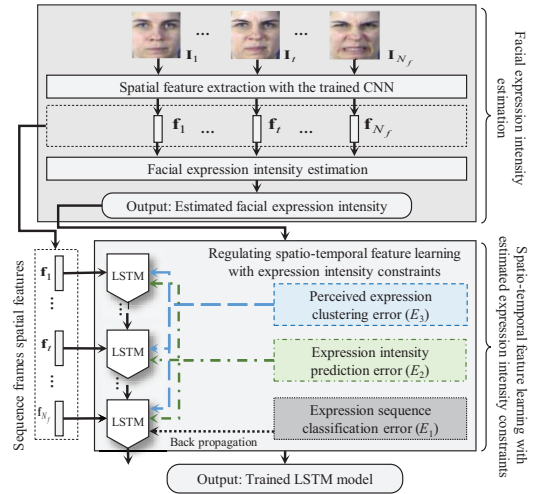 I1 ... It ... INf
Spatial feature extraction with the trained CNN
f1 ... ft ... fNf
Facial expression intensity estimation
Output: Estimated facial expression intensity
Facial expression intensity
estimation
Regulating spatio-temporal feature learning
with expression intensity constraints
f1
LSTM
Perceived expression
clustering error (E3)
...
ft
LSTM
Expression intensity
prediction error (E2)
...
fNf
LSTM
Expression sequence
classification error (E1)
Back propagation
Sequence frames spatial features
Output: Trained LSTM model
Spatio-temporal feature learning with
estimated expression intensity constraints